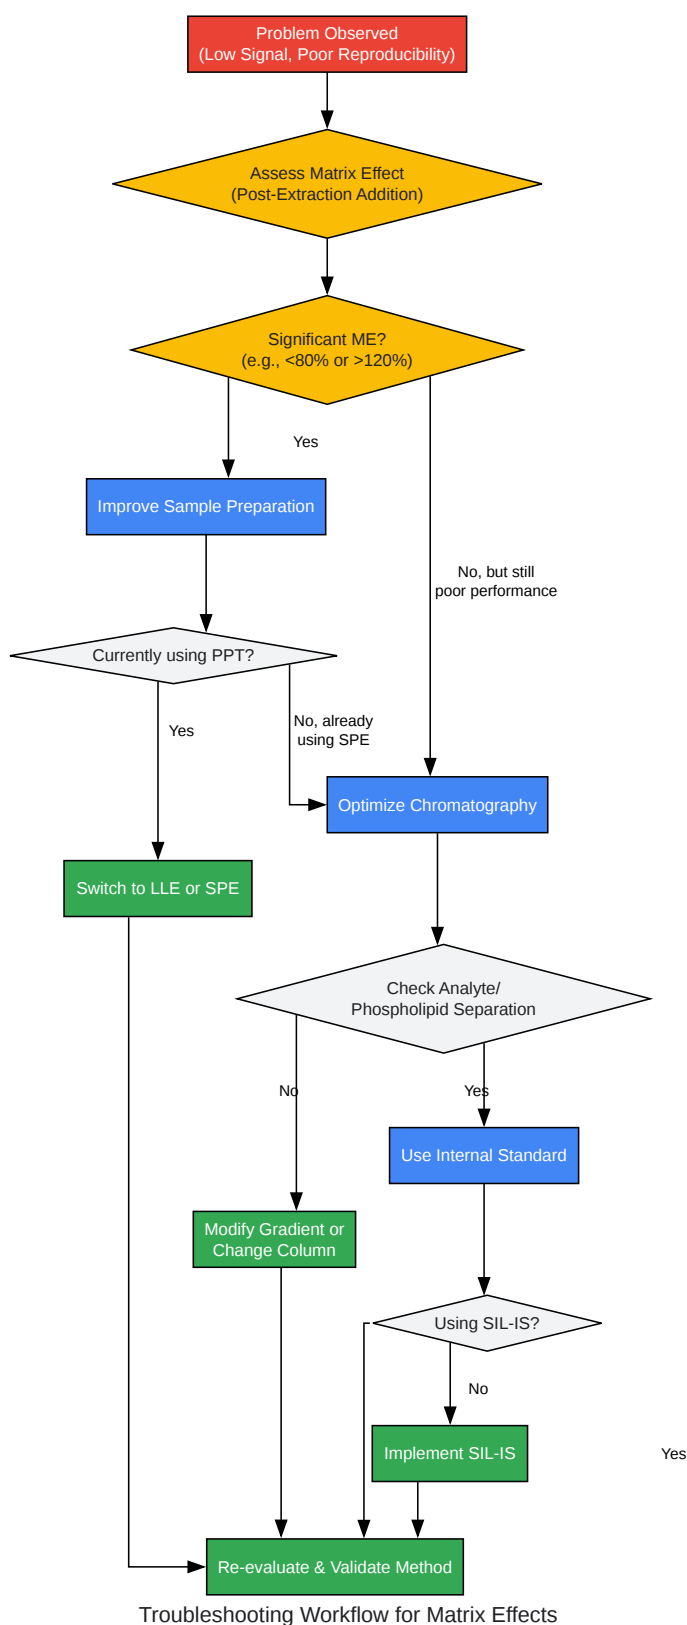 Problem Observed
(Low Signal, Poor Reproducibility)
Assess Matrix Effect
(Post-Extraction Addition)
Significant ME?
(e.g., <80% or >120%)
Yes
Improve Sample Preparation
No, but still
poor performance
Currently using PPT?
Yes
No, already
using SPE
Optimize Chromatography
Switch to LLE or SPE
Check Analyte/
Phospholipid Separation
No
Yes
Use Internal Standard
Modify Gradient or
Change Column
Using SIL-IS?
No
Implement SIL-IS
Yes
Re-evaluate & Validate Method
Troubleshooting Workflow for Matrix Effects